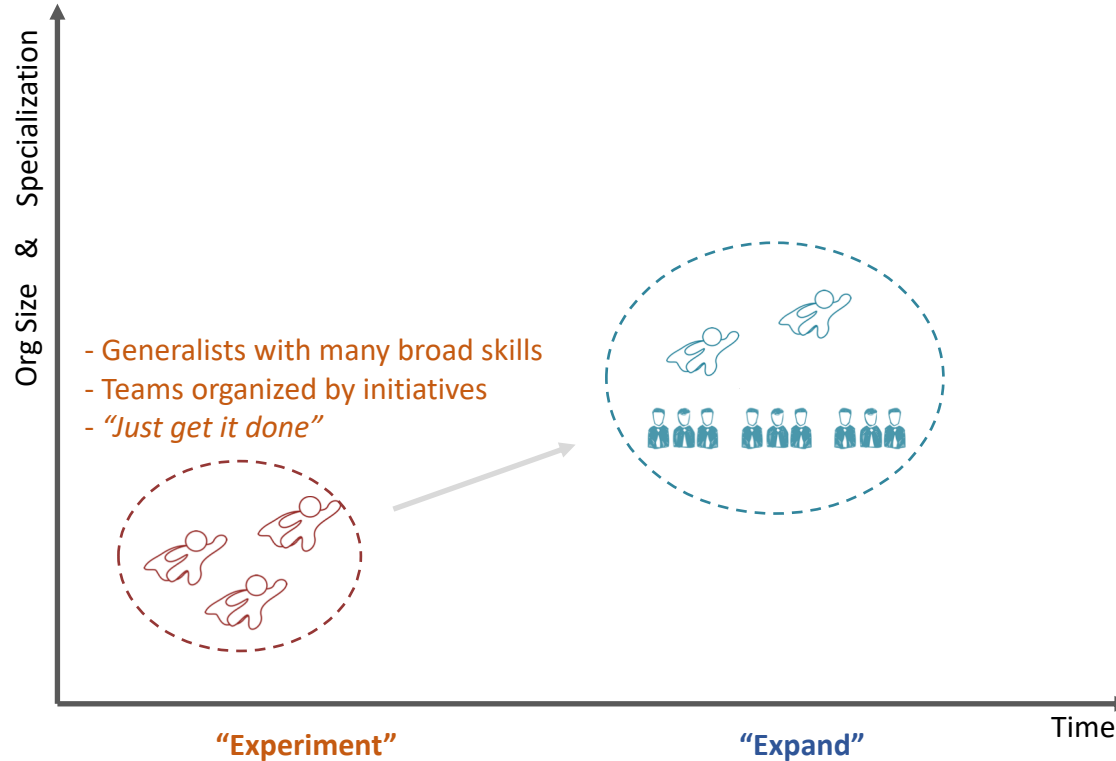 Org Size & Specialization
- Generalists with many broad skills
- Teams organized by initiatives
- “Just get it done”
Time
“Experiment”
“Expand”